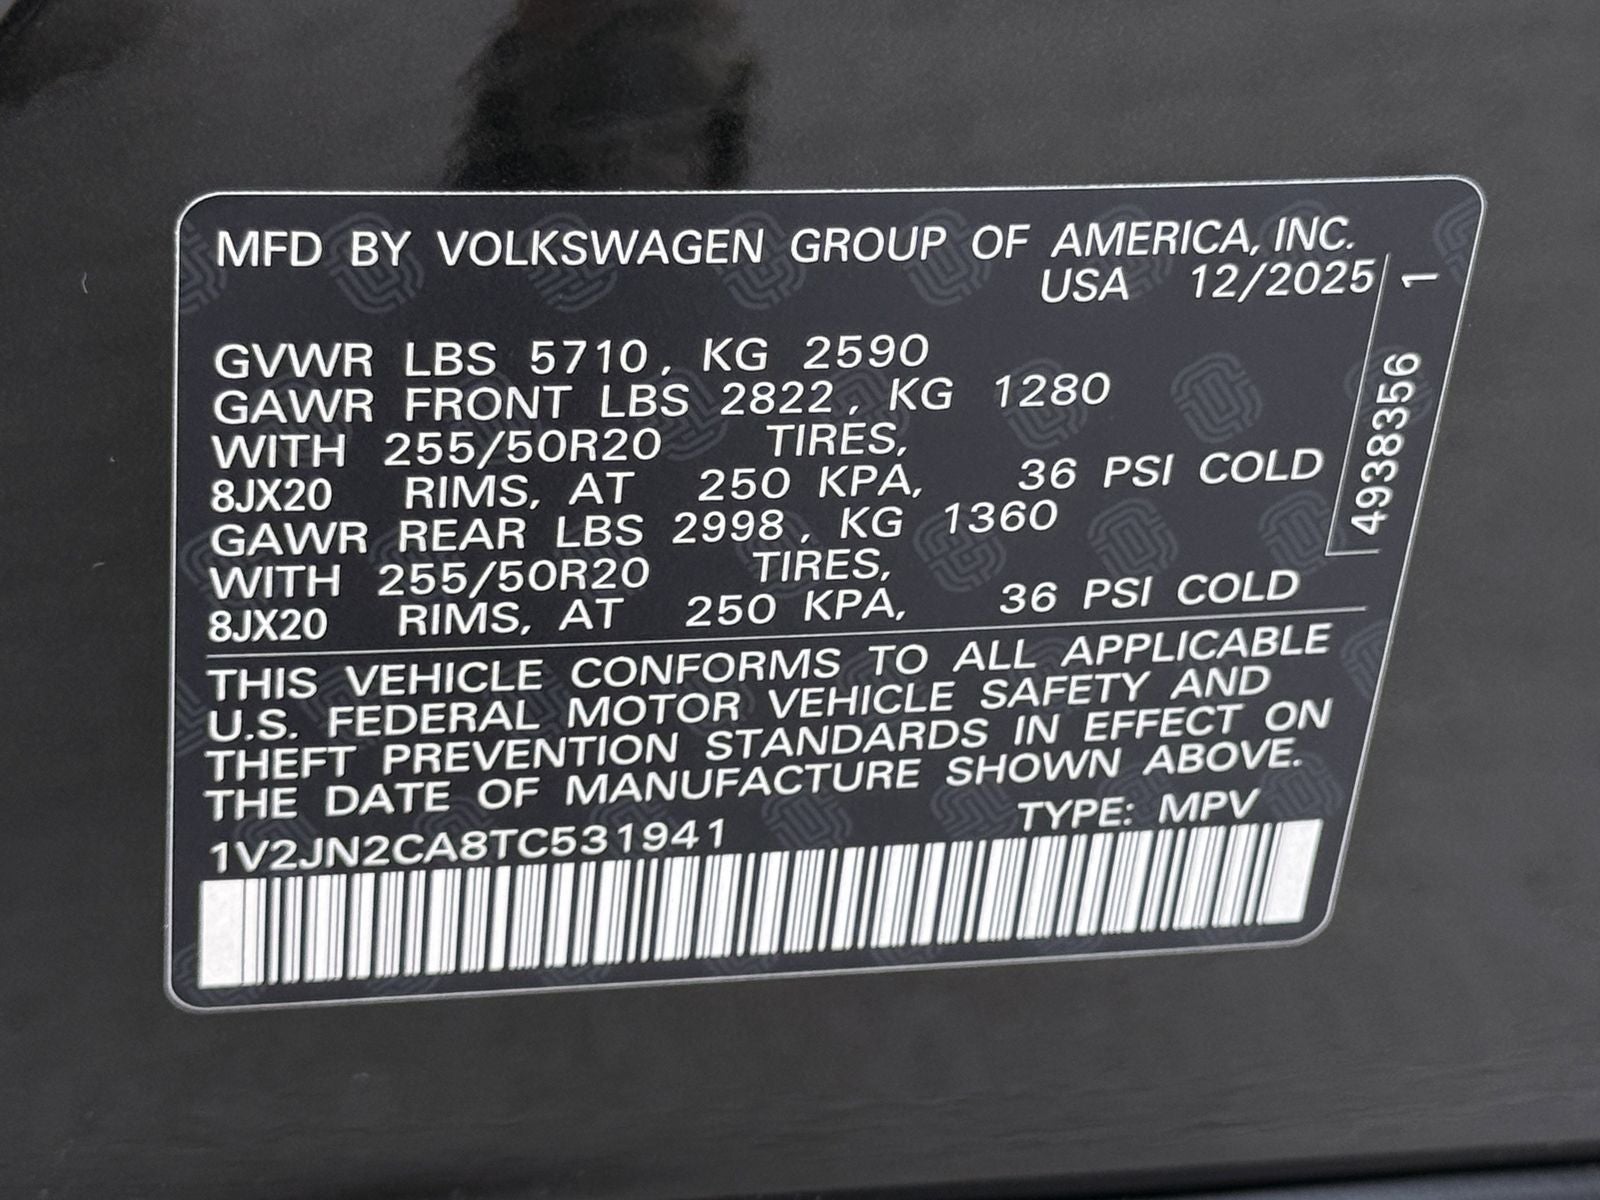 MFD BY VOLKSWAGEN GROUP OF AMERICA, INC.
USA 12/2025
GVWR LBS 5710, KG 2590
GAWR FRONT LBS 2822, KG 1280
WITH 255/50R20 TIRES,
8JX20 RIMS, AT 250 KPA, 36 PSI COLD
GAWR REAR LBS 2998, KG 1360
WITH 255/50R20 TIRES,
8JX20 RIMS, AT 250 KPA, 36 PSI COLD
THIS VEHICLE CONFORMS TO ALL APPLICABLE
U.S. FEDERAL MOTOR VEHICLE SAFETY AND
THEFT PREVENTION STANDARDS IN EFFECT ON
THE DATE OF MANUFACTURE SHOWN ABOVE.
1V2JN2CA8TC531941 TYPE: MPV
4938356 1